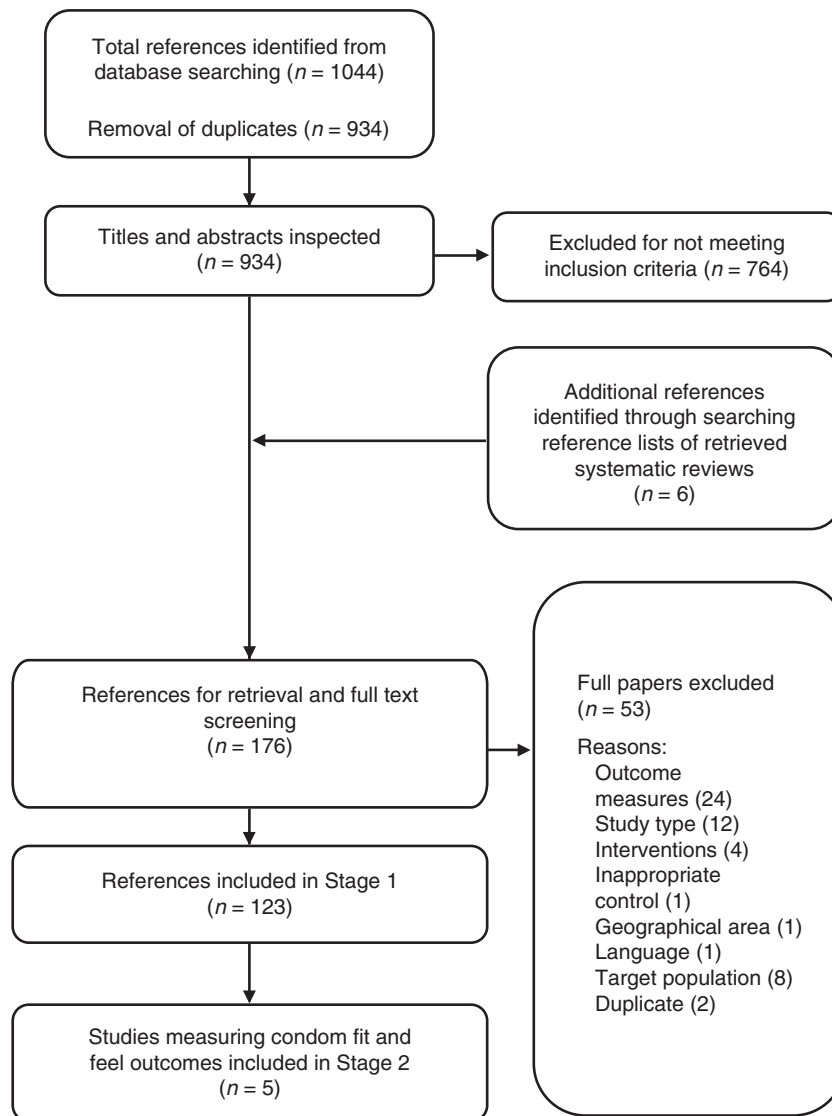 Total references identified from
database searching (n = 1044)
Removal of duplicates (n = 934)
Titles and abstracts inspected
(n = 934)
Excluded for not meeting
inclusion criteria (n = 764)
Additional references
identified through searching
reference lists of retrieved
systematic reviews
(n = 6)
References for retrieval and full text
screening
(n = 176)
Full papers excluded
(n = 53)
Reasons:
Outcome
measures (24)
Study type (12)
Interventions (4)
Inappropriate
control (1)
Geographical area (1)
Language (1)
Target population (8)
Duplicate (2)
References included in Stage 1
(n = 123)
Studies measuring condom fit and
feel outcomes included in Stage 2
(n = 5)